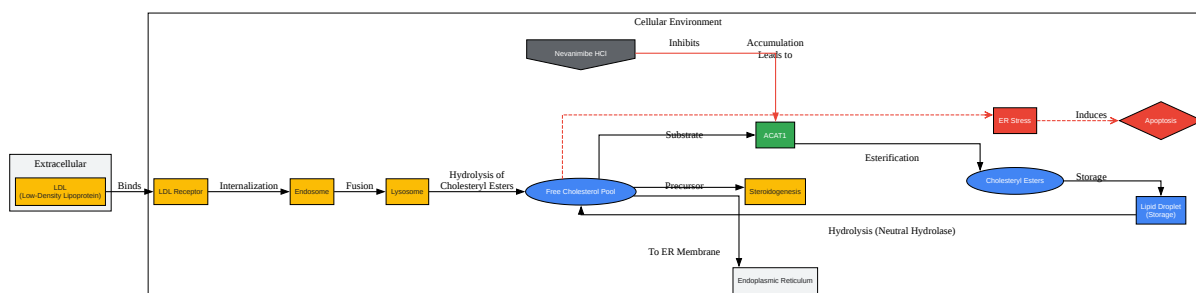 Cellular Environment
Nevanimibe HCl
Inhibits
Accumulation
Leads to
ER Stress
Induces
Apoptosis
Substrate
ACAT1
Esterification
Extracellular
LDL
(Low-Density Lipoprotein)
Binds
LDL Receptor
Internalization
Endosome
Fusion
Lysosome
Hydrolysis of
Cholesteryl Esters
Free Cholesterol Pool
Precursor
Steroidogenesis
Cholesteryl Esters
Storage
Lipid Droplet
(Storage)
Hydrolysis (Neutral Hydrolase)
To ER Membrane
Endoplasmic Reticulum